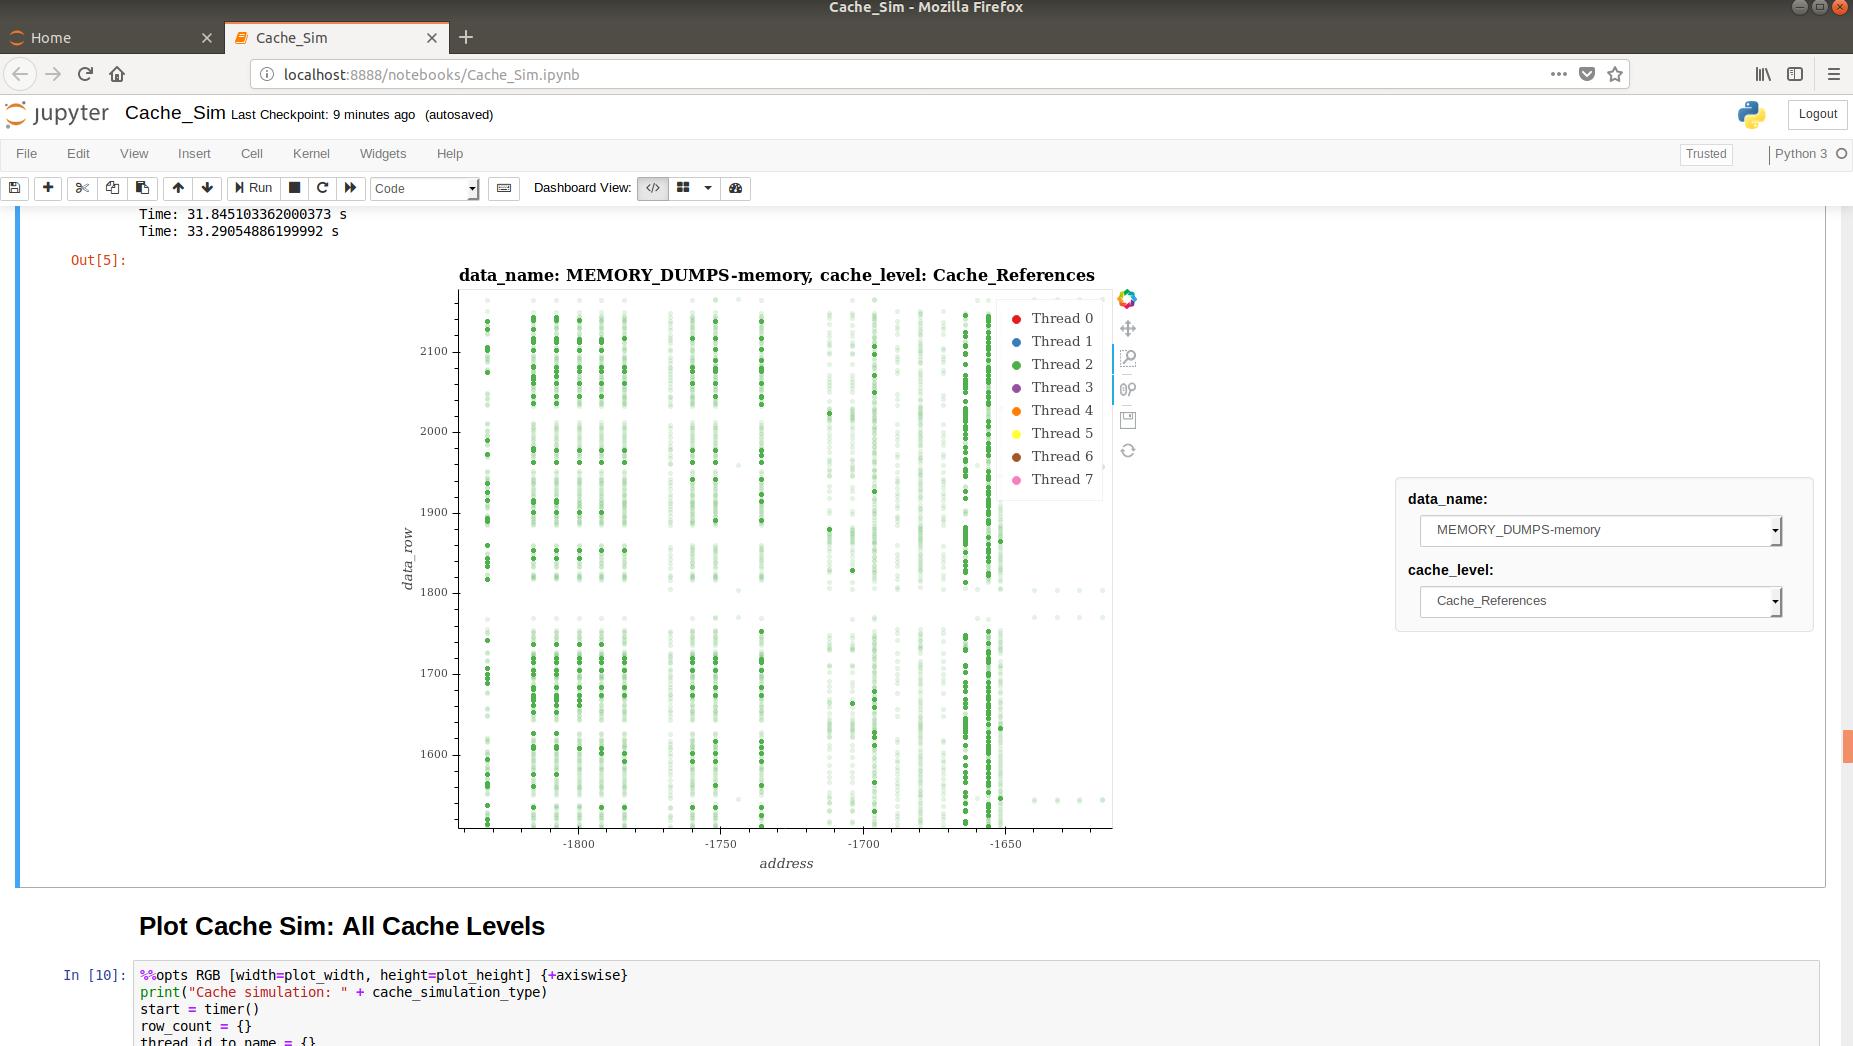 Cache_Sim - Mozilla Firefox
Home
Cache_Sim
localhost:8888/notebooks/Cache_Sim.ipynb
jupyter Cache_Sim Last Checkpoint: 9 minutes ago (autosaved)
Logout
File Edit View Insert Cell Kernel Widgets Help
Trusted
Python 3
Run
Code
Dashboard View:
Time: 31.845103362000373 s
Time: 33.29054886199992 s
Out[5]:
data_name: MEMORY_DUMPS-memory, cache_level: Cache_References
Thread 0
Thread 1
Thread 2
Thread 3
Thread 4
Thread 5
Thread 6
Thread 7
2100
2000
1900
1800
1700
1600
data_row
-1800 -1750 -1700 -1650
address
data_name:
MEMORY_DUMPS-memory
cache_level:
Cache_References
Plot Cache Sim: All Cache Levels
In [10]:
%%opts RGB [width=plot_width, height=plot_height] {+axiswise}
print("Cache simulation: " + cache_simulation_type)
start = timer()
row_count = {}
thread_id_to_name = {}